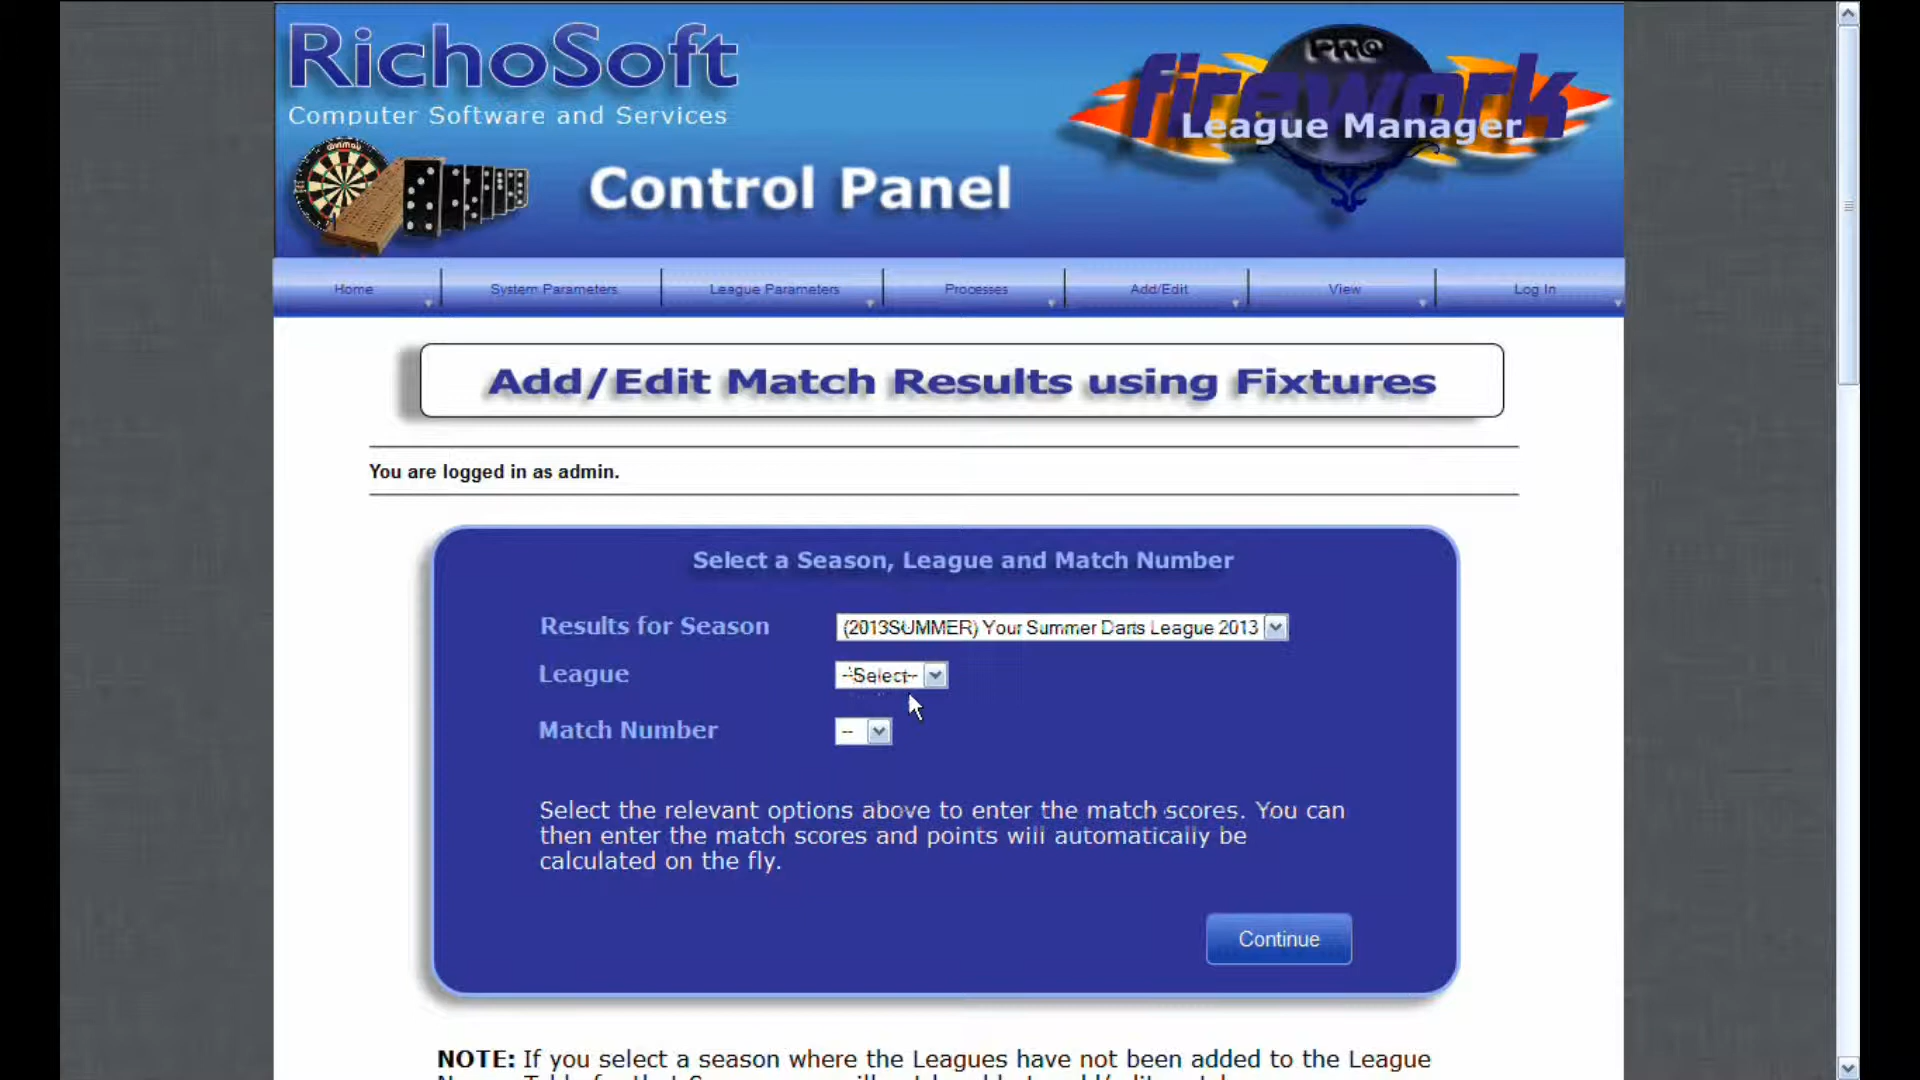 RichoSoft
Computer Software and Services
winmau
Control Panel
PRO
firework
League Manager
Home
System Parameters
League Parameters
Processes
Add/Edit
View
Log In
Add/Edit Match Results using Fixtures
You are logged in as admin.
Select a Season, League and Match Number
Results for Season
(2013SUMMER) Your Summer Darts League 2013
League
--Select--
Match Number
--
Select the relevant options above to enter the match scores. You can
then enter the match scores and points will automatically be
calculated on the fly.
Continue
NOTE: If you select a season where the Leagues have not been added to the League